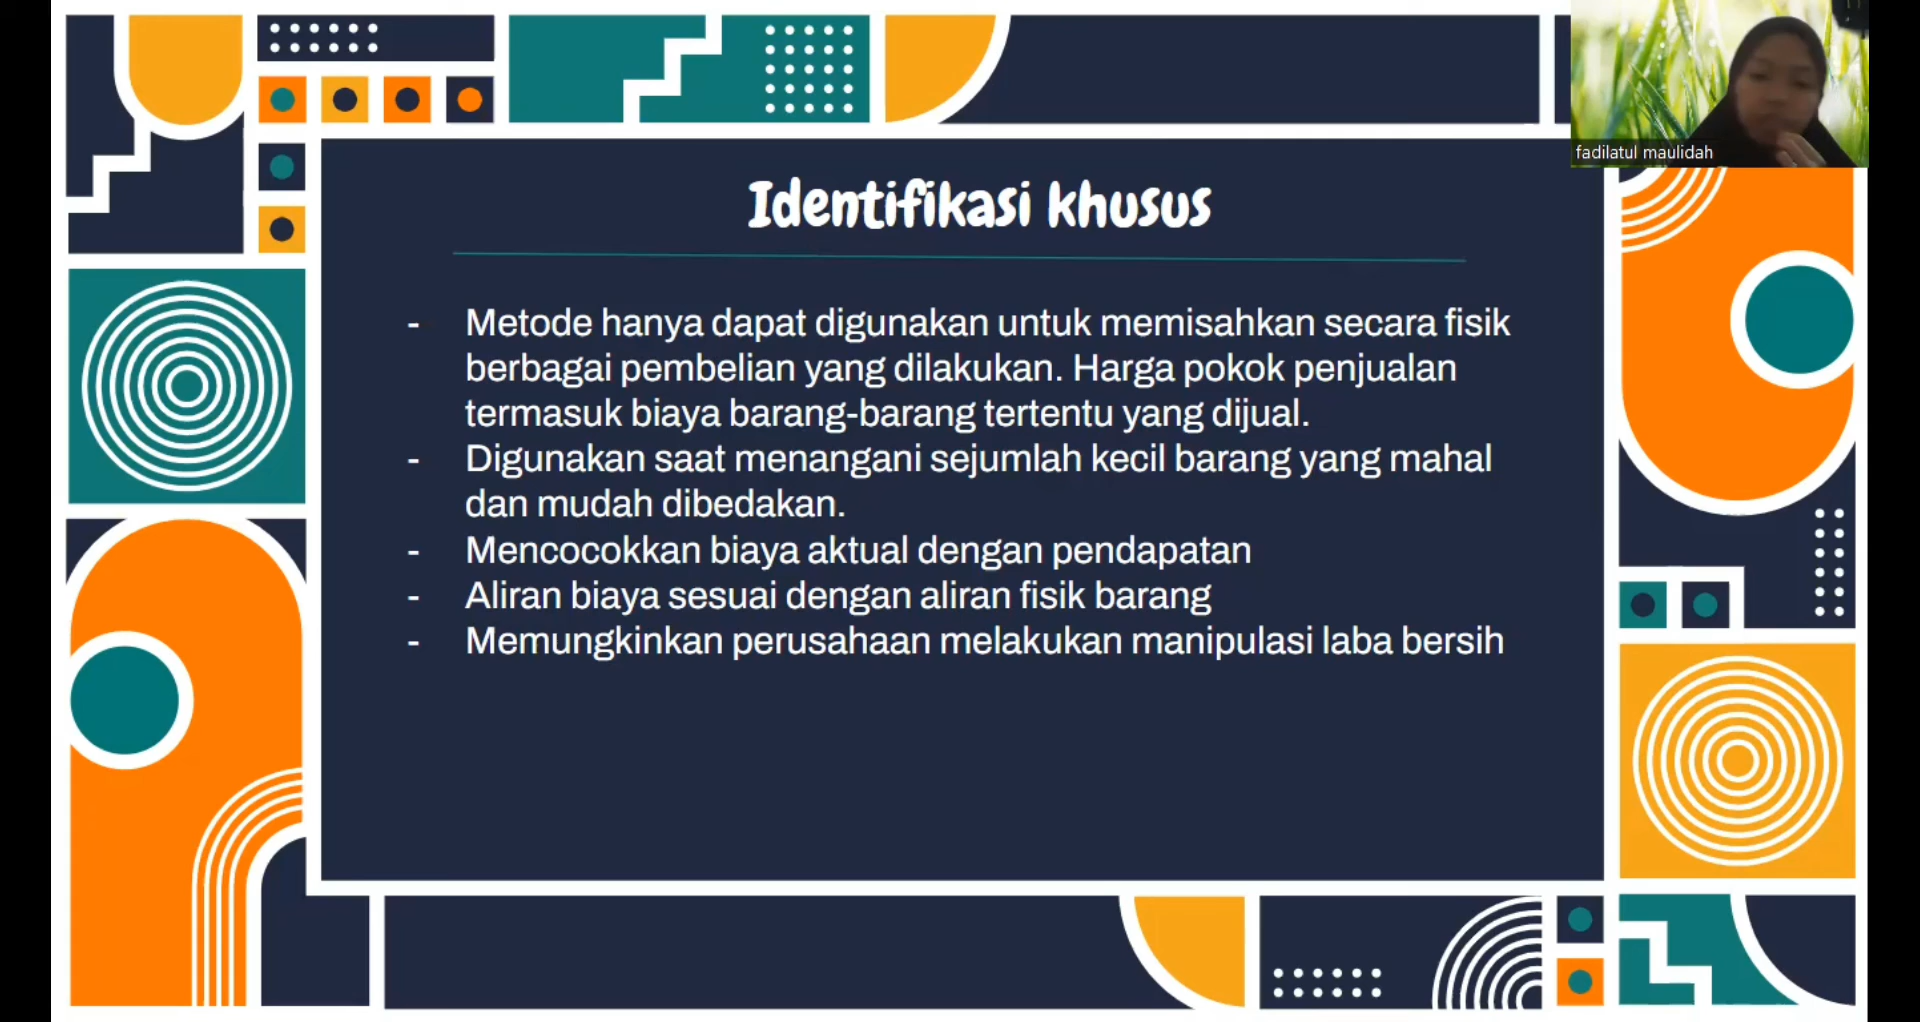 fadilatul maulidah
Identifikasi khusus
- Metode hanya dapat digunakan untuk memisahkan secara fisik
berbagai pembelian yang dilakukan. Harga pokok penjualan
termasuk biaya barang-barang tertentu yang dijual.
- Digunakan saat menangani sejumlah kecil barang yang mahal
dan mudah dibedakan.
- Mencocokkan biaya aktual dengan pendapatan
- Aliran biaya sesuai dengan aliran fisik barang
- Memungkinkan perusahaan melakukan manipulasi laba bersih